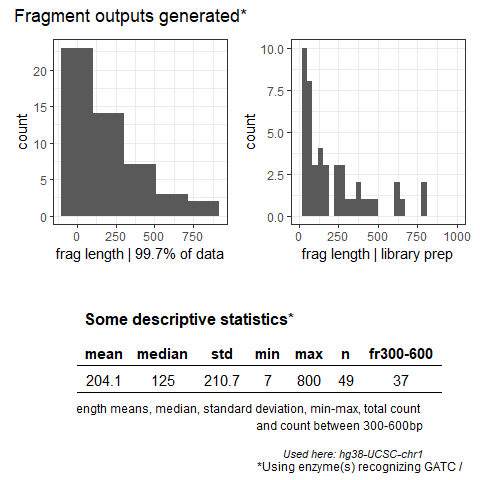 Fragment outputs generated*
count
20
15
10
5
0
0 250 500 750
frag length | 99.7% of data
count
10.0
7.5
5.0
2.5
0.0
0 250 500 750 1000
frag length | library prep
Some descriptive statistics*
mean median std min max n fr300-600
204.1 125 210.7 7 800 49 37
ength means, median, standard deviation, min-max, total count
and count between 300-600bp
Used here: hg38-UCSC-chr1
*Using enzyme(s) recognizing GATC /